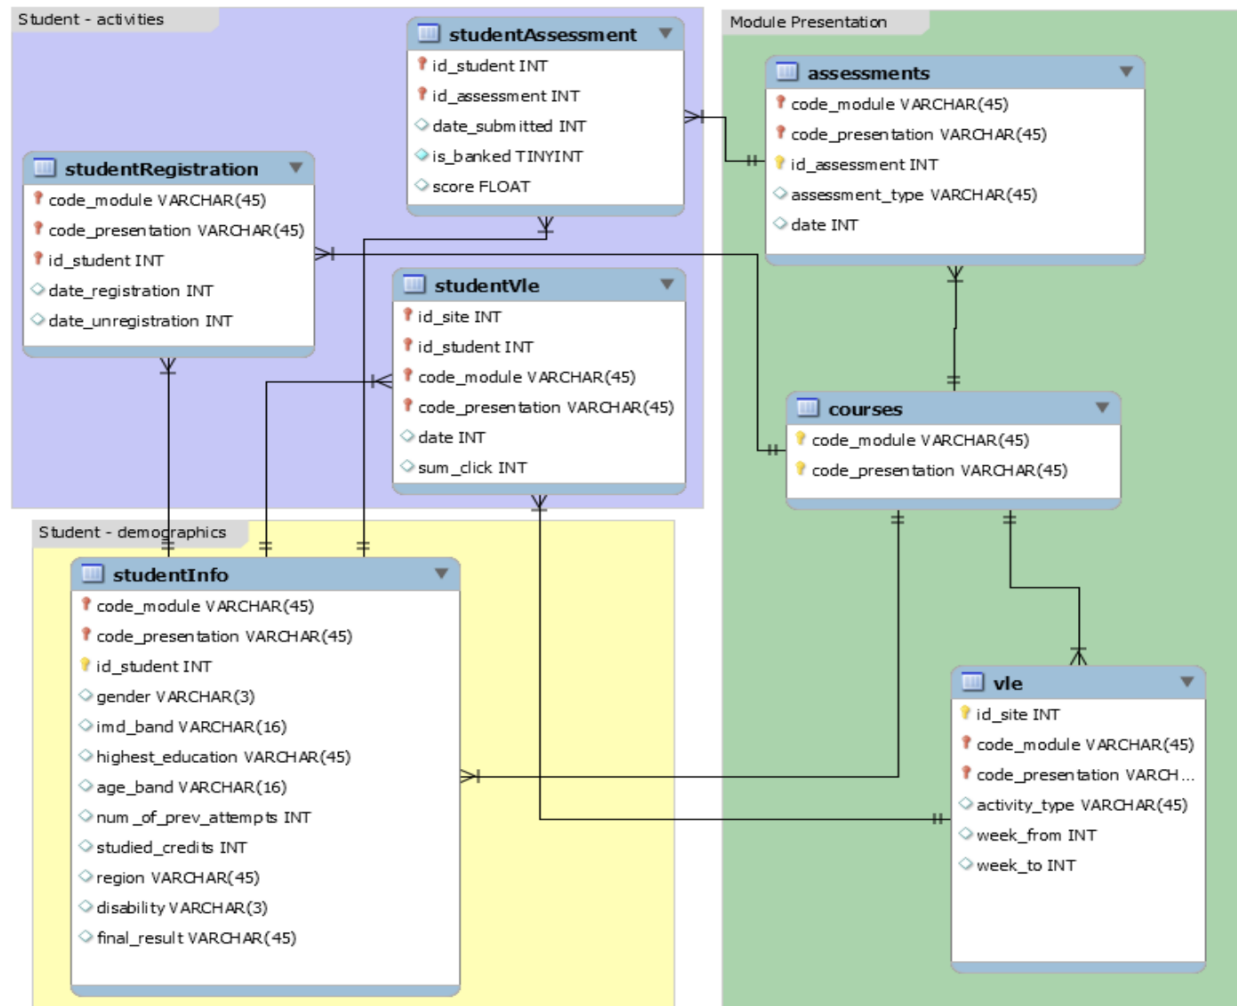 Student - activities
studentAssessment
id_student INT
id_assessment INT
date_submitted INT
is_banked TINYINT
score FLOAT
studentRegistration
code_module VARCHAR(45)
code_presentation VARCHAR(45)
id_student INT
date_registration INT
date_unregistration INT
studentVle
id_site INT
id_student INT
code_module VARCHAR(45)
code_presentation VARCHAR(45)
date INT
sum_click INT
Student - demographics
studentInfo
code_module VARCHAR(45)
code_presentation VARCHAR(45)
id_student INT
gender VARCHAR(3)
imd_band VARCHAR(16)
highest_education VARCHAR(45)
age_band VARCHAR(16)
num_of_prev_attempts INT
studied_credits INT
region VARCHAR(45)
disability VARCHAR(3)
final_result VARCHAR(45)
Module Presentation
assessments
code_module VARCHAR(45)
code_presentation VARCHAR(45)
id_assessment INT
assessment_type VARCHAR(45)
date INT
courses
code_module VARCHAR(45)
code_presentation VARCHAR(45)
vle
id_site INT
code_module VARCHAR(45)
code_presentation VARCH...
activity_type VARCHAR(45)
week_from INT
week_to INT